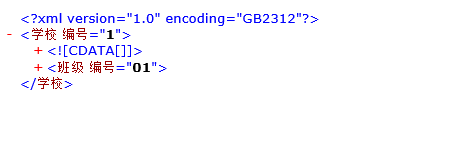 <?xml version="1.0" encoding="GB2312"?>
- <学校 编号="1">
+ <![CDATA[]]>
+ <班级 编号="01">
</学校>